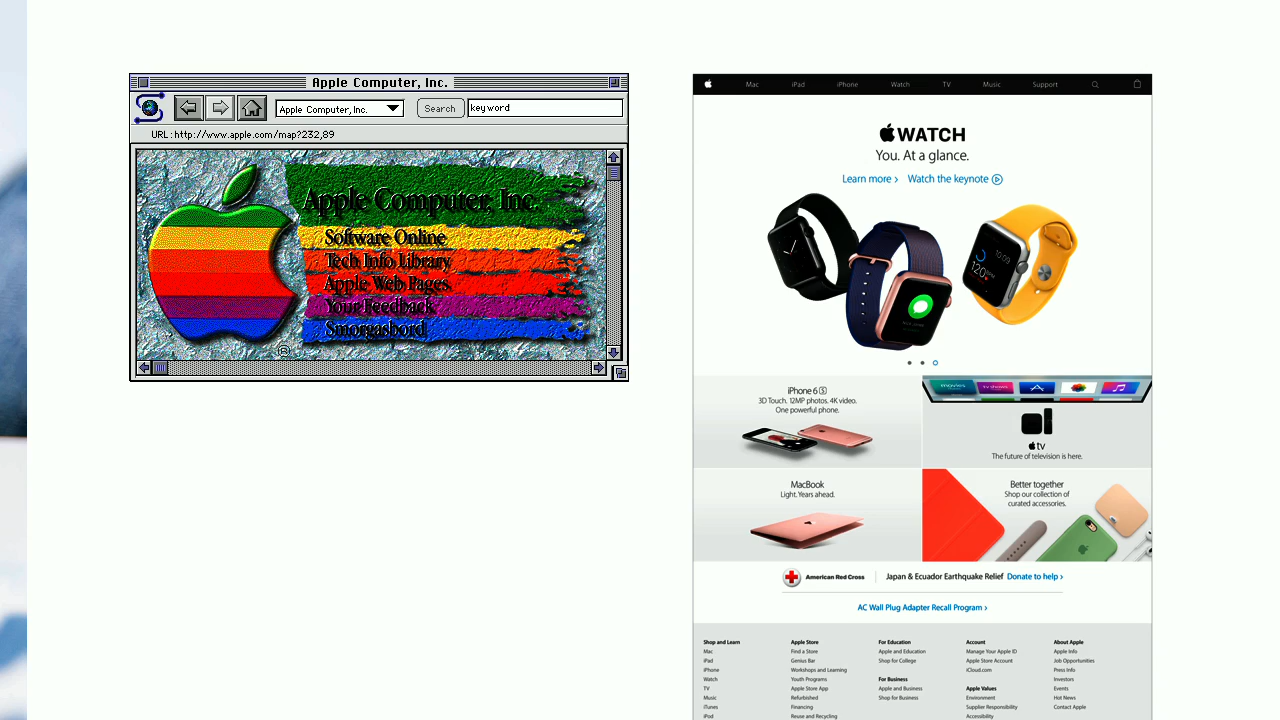 Apple Computer, Inc.
Apple Computer, Inc.
Search
keyword
URL:http://www.apple.com/map?232,89
Apple Computer, Inc.
Software Online
Tech Info Library
Apple Web Pages
Your Feedback
Smorgasbord
Mac
iPad
iPhone
Watch
TV
Music
Support
WATCH
You. At a glance.
Learn more ›
Watch the keynote
10:09
120 BPM
iPhone 6s
3D Touch. 12MP photos. 4K video.
One powerful phone.
movies
tv shows
tv
The future of television is here.
MacBook
Light. Years ahead.
Better together
Shop our collection of
curated accessories.
American Red Cross
Japan & Ecuador Earthquake Relief Donate to help ›
AC Wall Plug Adapter Recall Program ›
Shop and Learn
Mac
iPad
iPhone
Watch
TV
Music
iTunes
iPod
Apple Store
Find a Store
Genius Bar
Workshops and Learning
Youth Programs
Apple Store App
Refurbished
Financing
Reuse and Recycling
For Education
Apple and Education
Shop for College
For Business
Apple and Business
Shop for Business
Account
Manage Your Apple ID
Apple Store Account
iCloud.com
Apple Values
Environment
Supplier Responsibility
Accessibility
About Apple
Apple Info
Job Opportunities
Press Info
Investors
Events
Hot News
Contact Apple